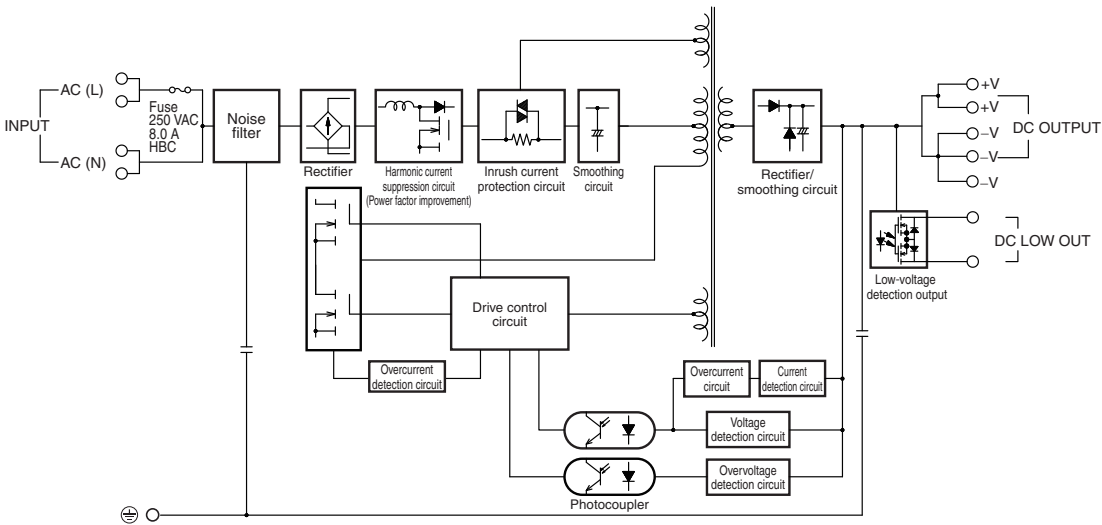 INPUT
AC (L)
AC (N)
Fuse
250 VAC
8.0 A
HBC
Noise
filter
Rectifier
Harmonic current
suppression circuit
(Power factor improvement)
Inrush current
protection circuit
Smoothing
circuit
Rectifier/
smoothing circuit
+V
+V
–V
–V
–V
DC OUTPUT
DC LOW OUT
Low-voltage
detection output
Drive control
circuit
Overcurrent
detection circuit
Overcurrent
circuit
Current
detection circuit
Voltage
detection circuit
Overvoltage
detection circuit
Photocoupler